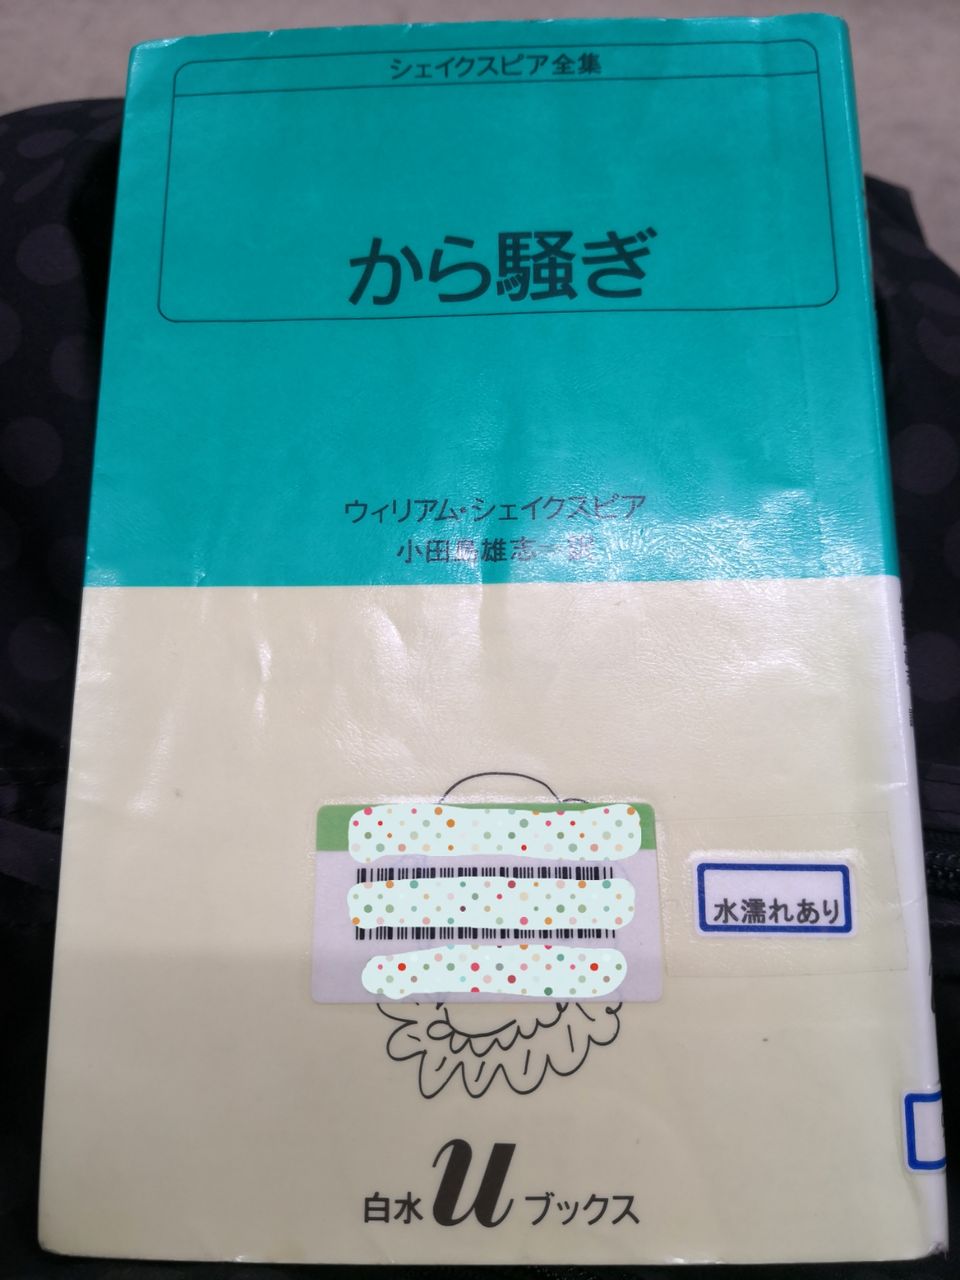 シェイクスピア全集
から騒ぎ
ウィリアム・シェイクスピア
小田島雄志＝訳
水濡れあり
白水uブックス